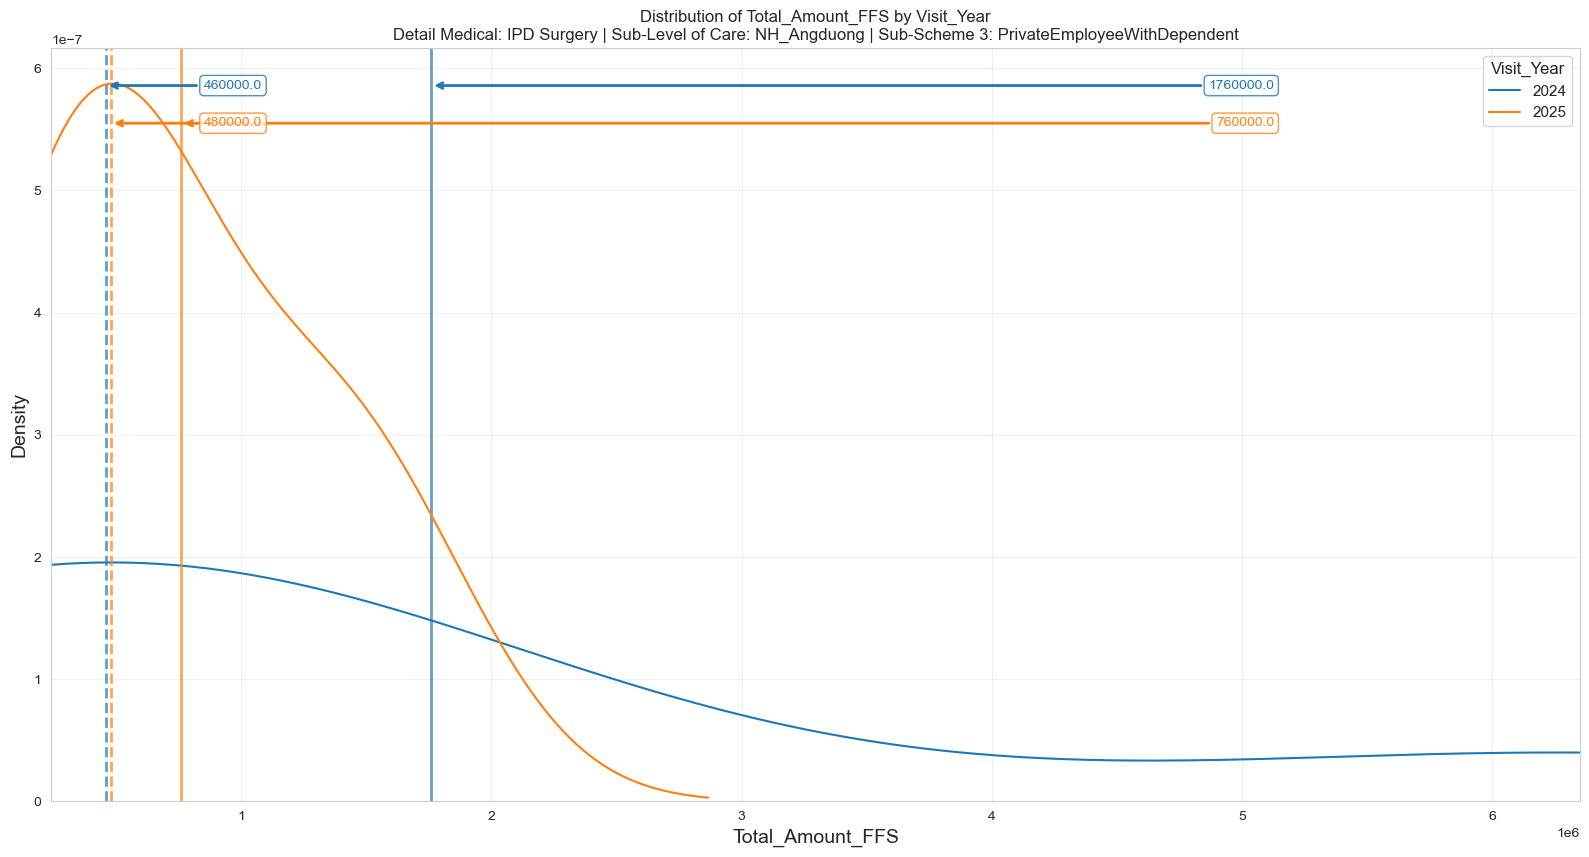 Distribution of Total_Amount_FFS by Visit_Year
Detail Medical: IPD Surgery | Sub-Level of Care: NH_Angduong | Sub-Scheme 3: PrivateEmployeeWithDependent
1e−7
6
5
4
3
2
1
0
Density
460000.0
1760000.0
480000.0
760000.0
Visit_Year
2024
2025
1
2
3
4
5
6
1e6
Total_Amount_FFS